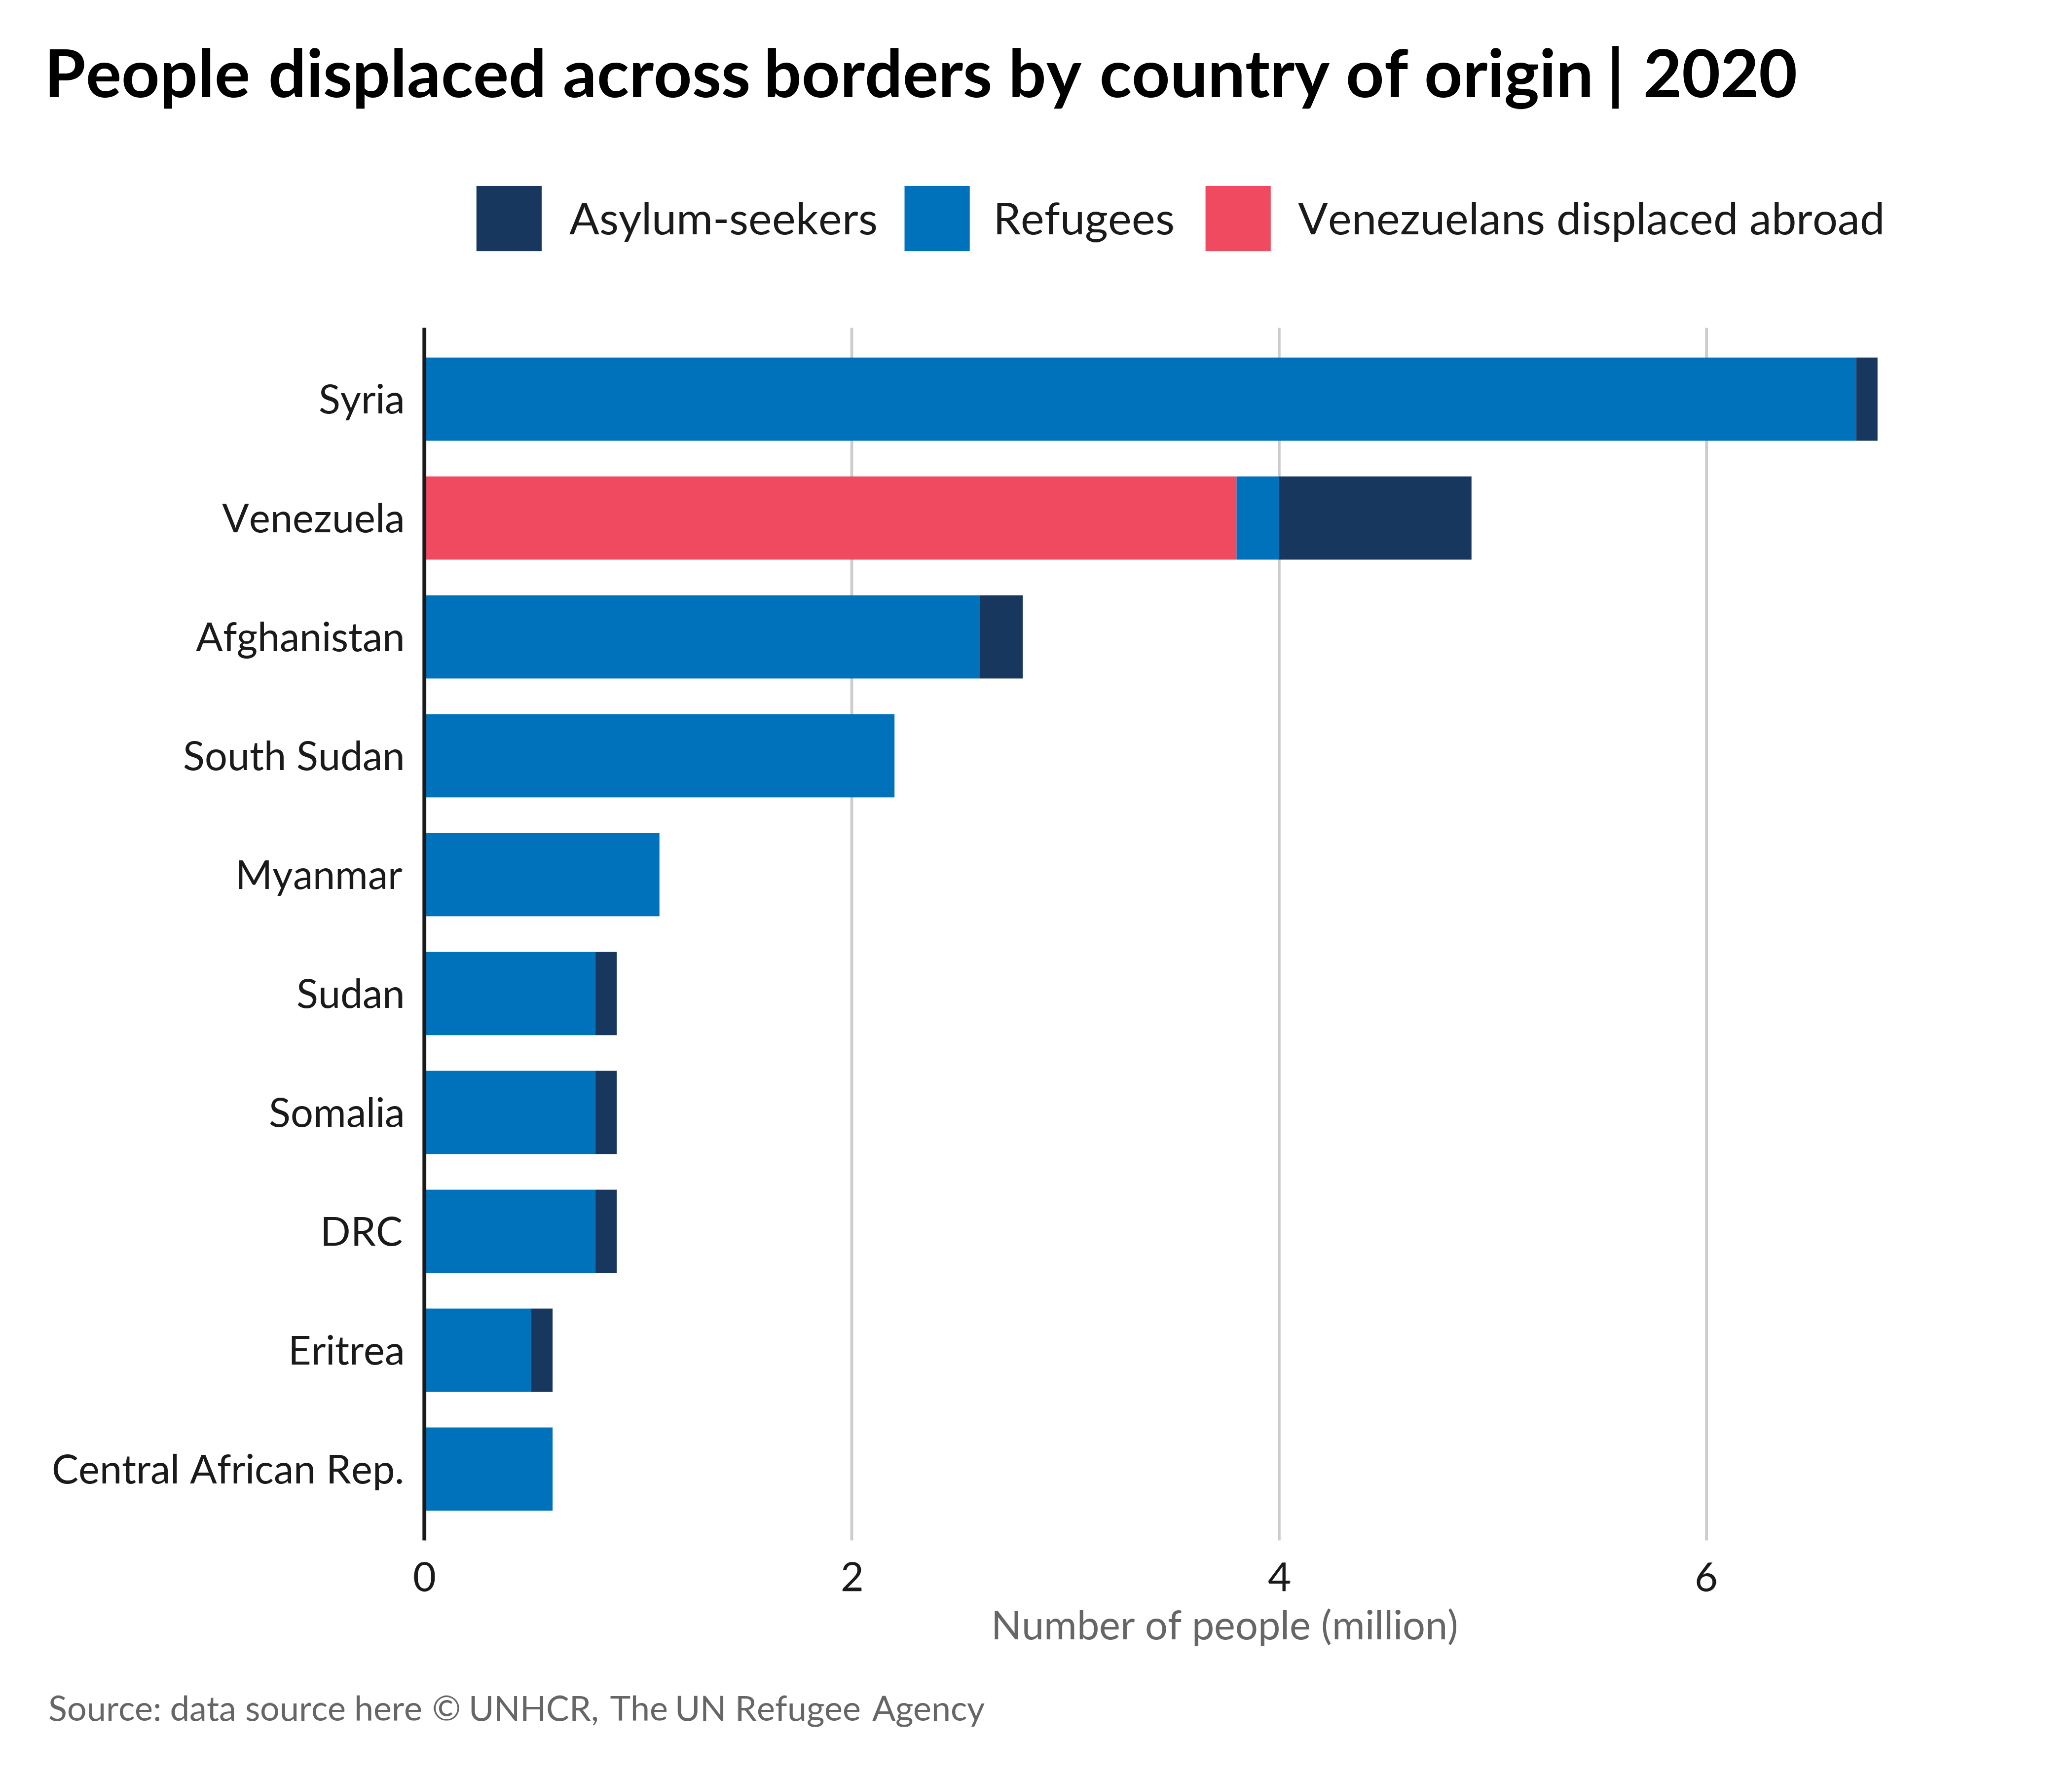 People displaced across borders by country of origin | 2020
Asylum-seekers Refugees Venezuelans displaced abroad
Syria
Venezuela
Afghanistan
South Sudan
Myanmar
Sudan
Somalia
DRC
Eritrea
Central African Rep.
0 2 4 6
Number of people (million)
Source: data source here © UNHCR, The UN Refugee Agency